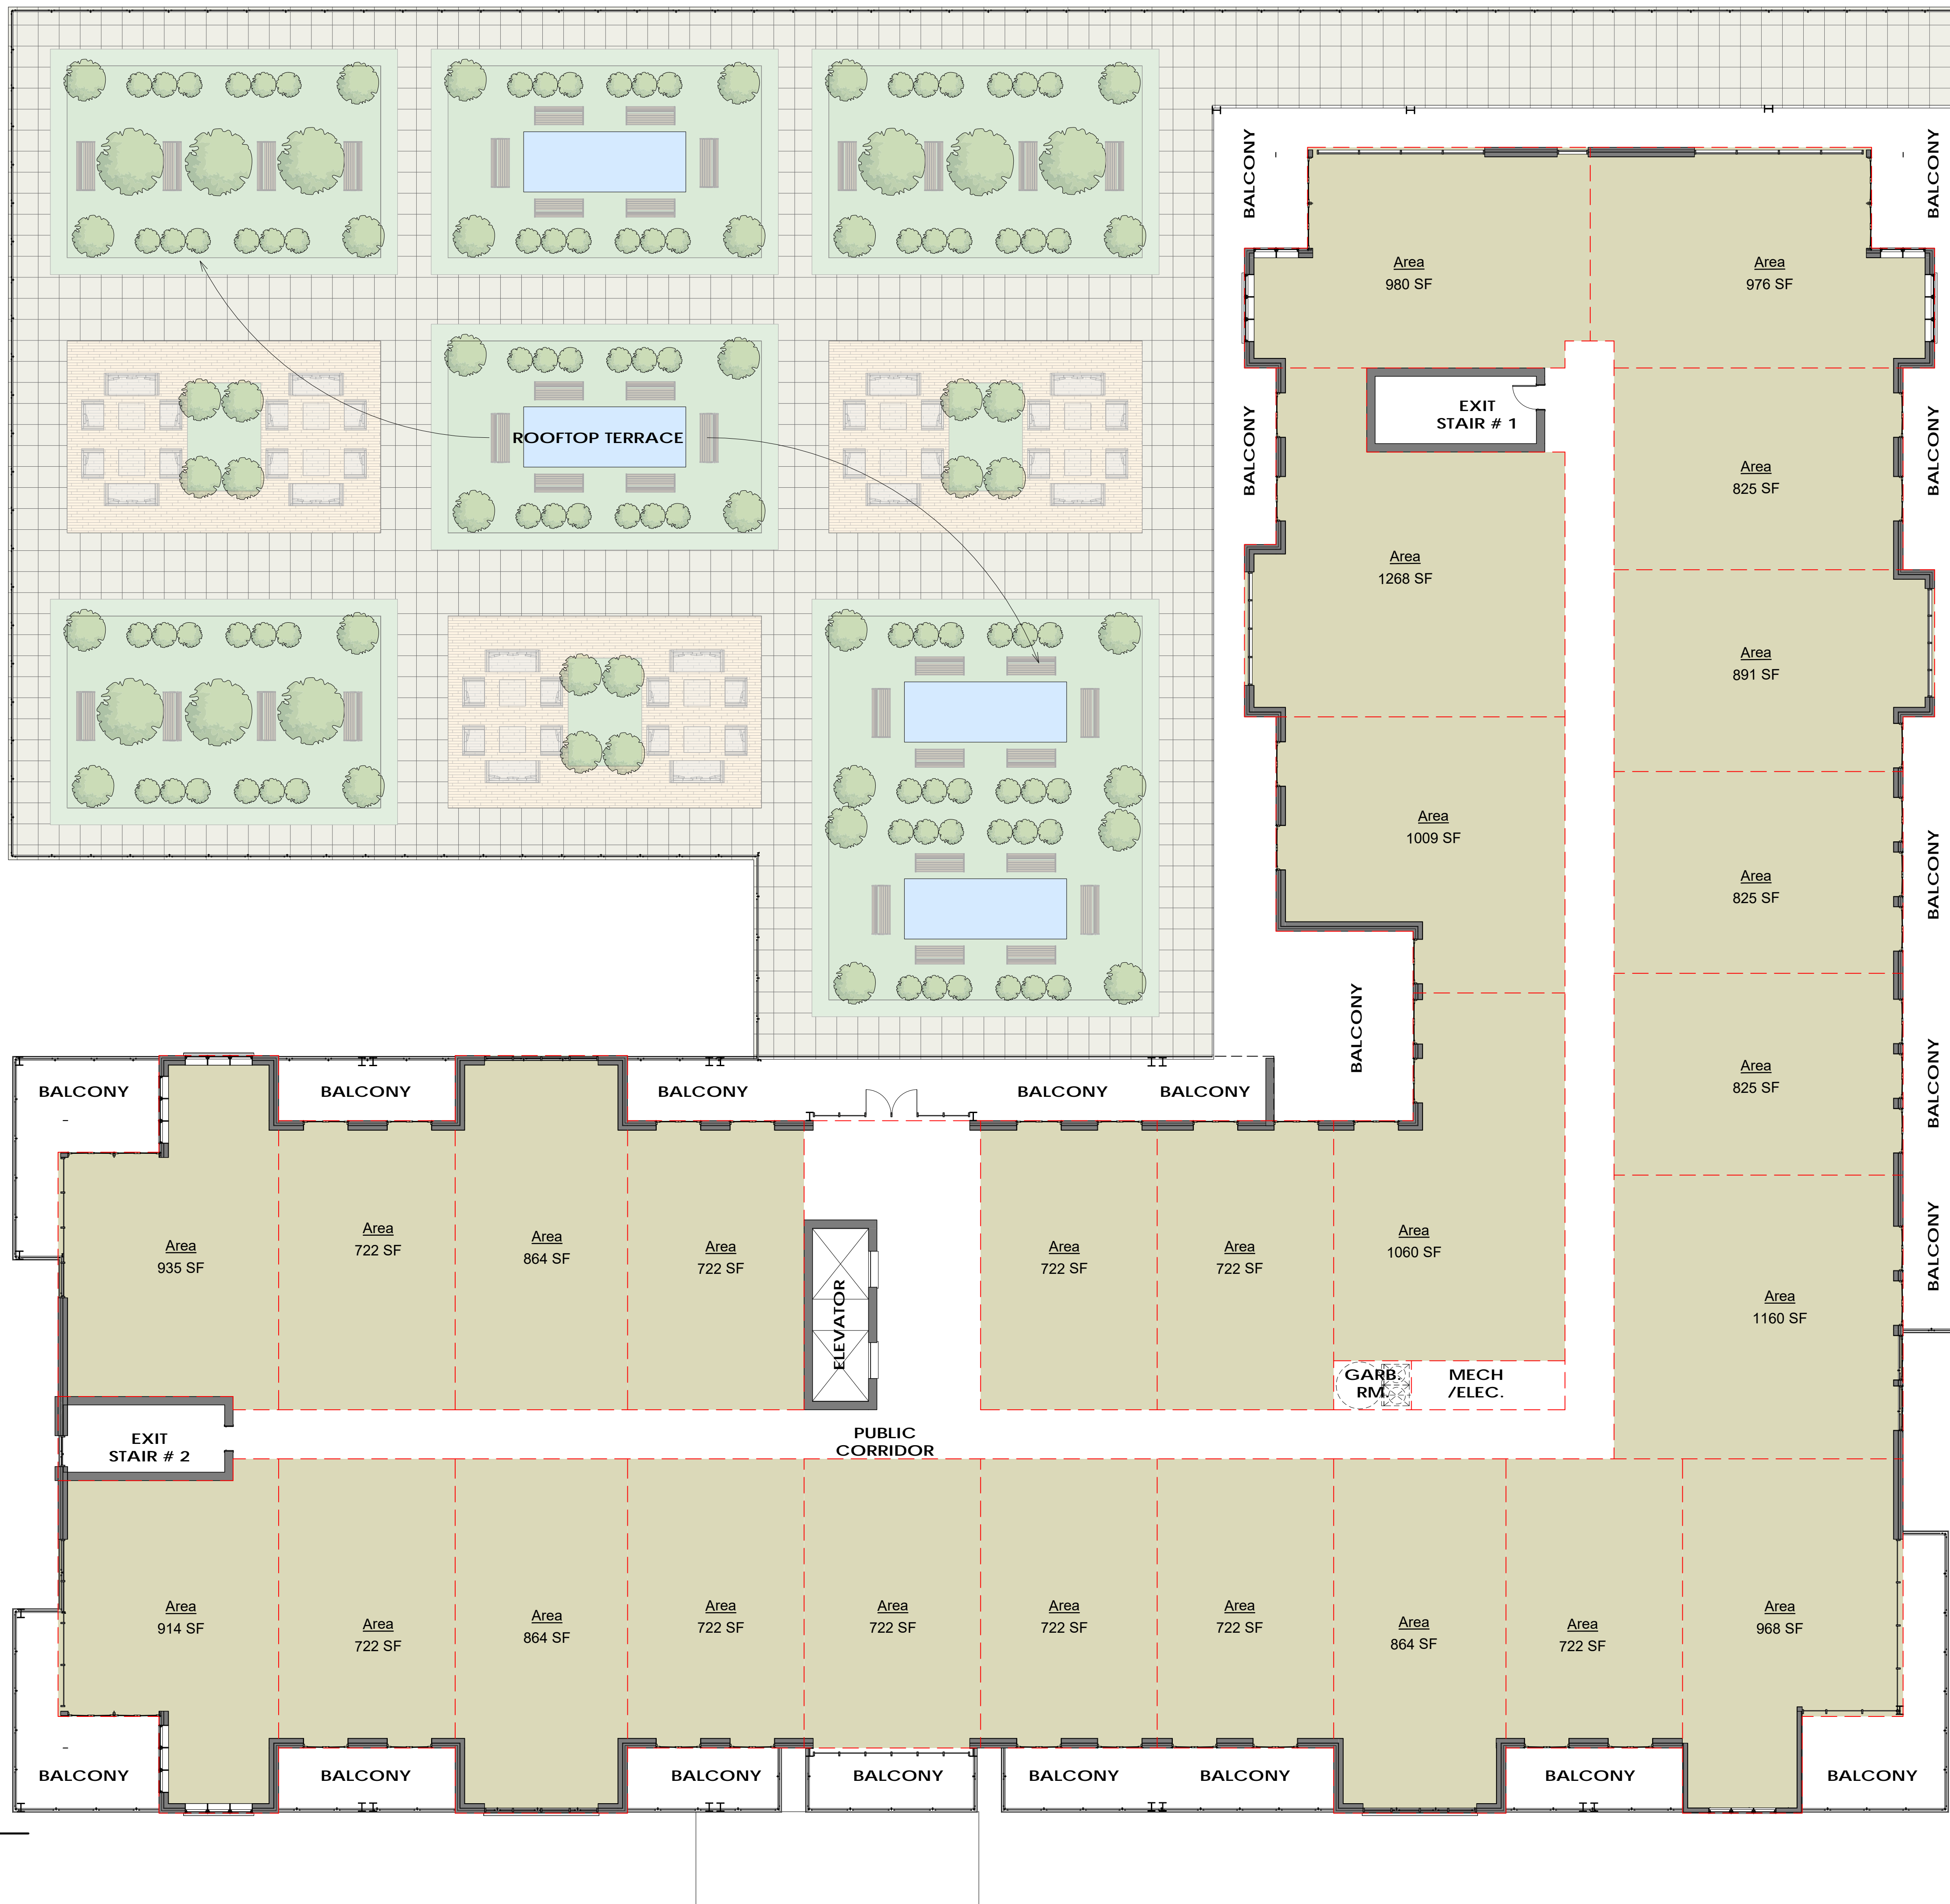 BALCONY
BALCONY
Area
980 SF
Area
976 SF
EXIT
STAIR # 1
BALCONY
BALCONY
ROOFTOP TERRACE
Area
825 SF
Area
1268 SF
Area
891 SF
Area
1009 SF
Area
825 SF
BALCONY
BALCONY
Area
825 SF
BALCONY
BALCONY
BALCONY
BALCONY
BALCONY
BALCONY
Area
935 SF
Area
722 SF
Area
864 SF
Area
722 SF
ELEVATOR
Area
722 SF
Area
722 SF
Area
1060 SF
BALCONY
Area
1160 SF
GARB.
RM.
MECH
/ELEC.
EXIT
STAIR # 2
PUBLIC
CORRIDOR
Area
914 SF
Area
722 SF
Area
864 SF
Area
722 SF
Area
722 SF
Area
722 SF
Area
722 SF
Area
864 SF
Area
722 SF
Area
968 SF
BALCONY
BALCONY
BALCONY
BALCONY
BALCONY
BALCONY
BALCONY
BALCONY